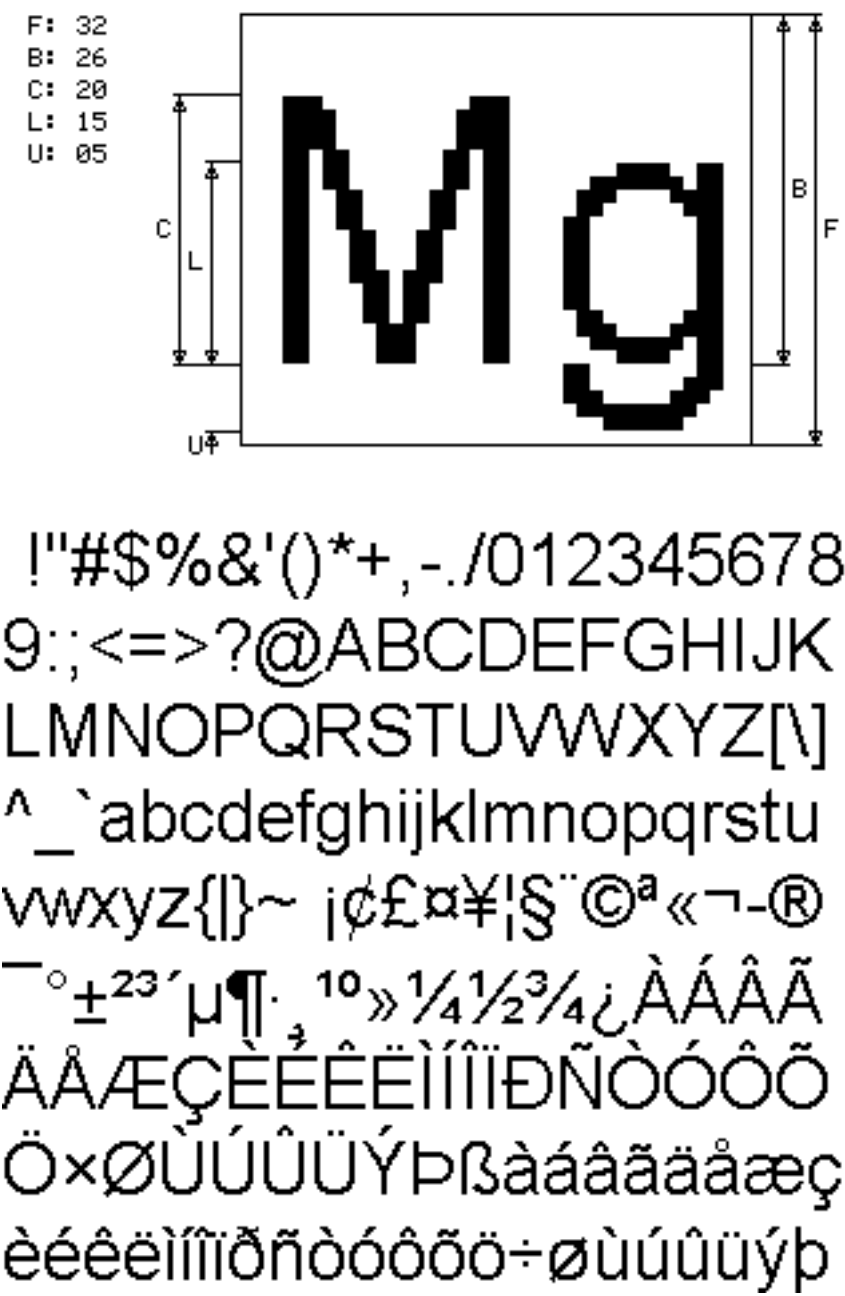 F: 32
B: 26
C: 20
L: 15
U: 05
Mg
B
C
F
L
U
!"#$%&'()*+,-./012345678
9:;<=>?@ABCDEFGHIJK
LMNOPQRSTUVWXYZ[\]
^_`abcdefghijklmnopqrstu
vwxyz{|}~ ¡¢£¤¥¦§¨©ª«¬-®
¯°±²³´µ¶·¸¹º»¼½¾¿ÀÁÂÃ
ÄÅÆÇÈÉÊËÌÍÎÏÐÑÒÓÔÕ
Ö×ØÙÚÛÜÝÞßàáâãäåæç
èéêëìíîïðñòóôõö÷øùúûüýþ